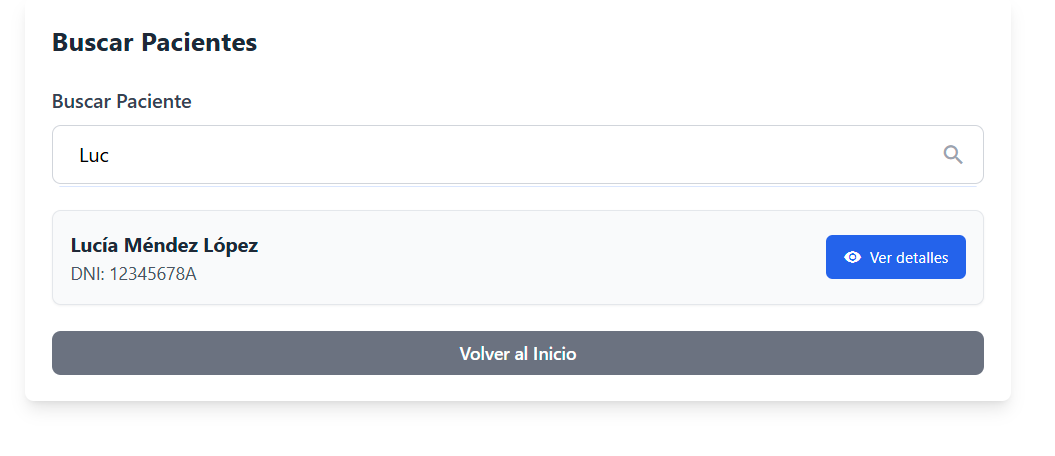 Buscar Pacientes
Buscar Paciente
Luc
Lucía Méndez López
DNI: 12345678A
Ver detalles
Volver al Inicio